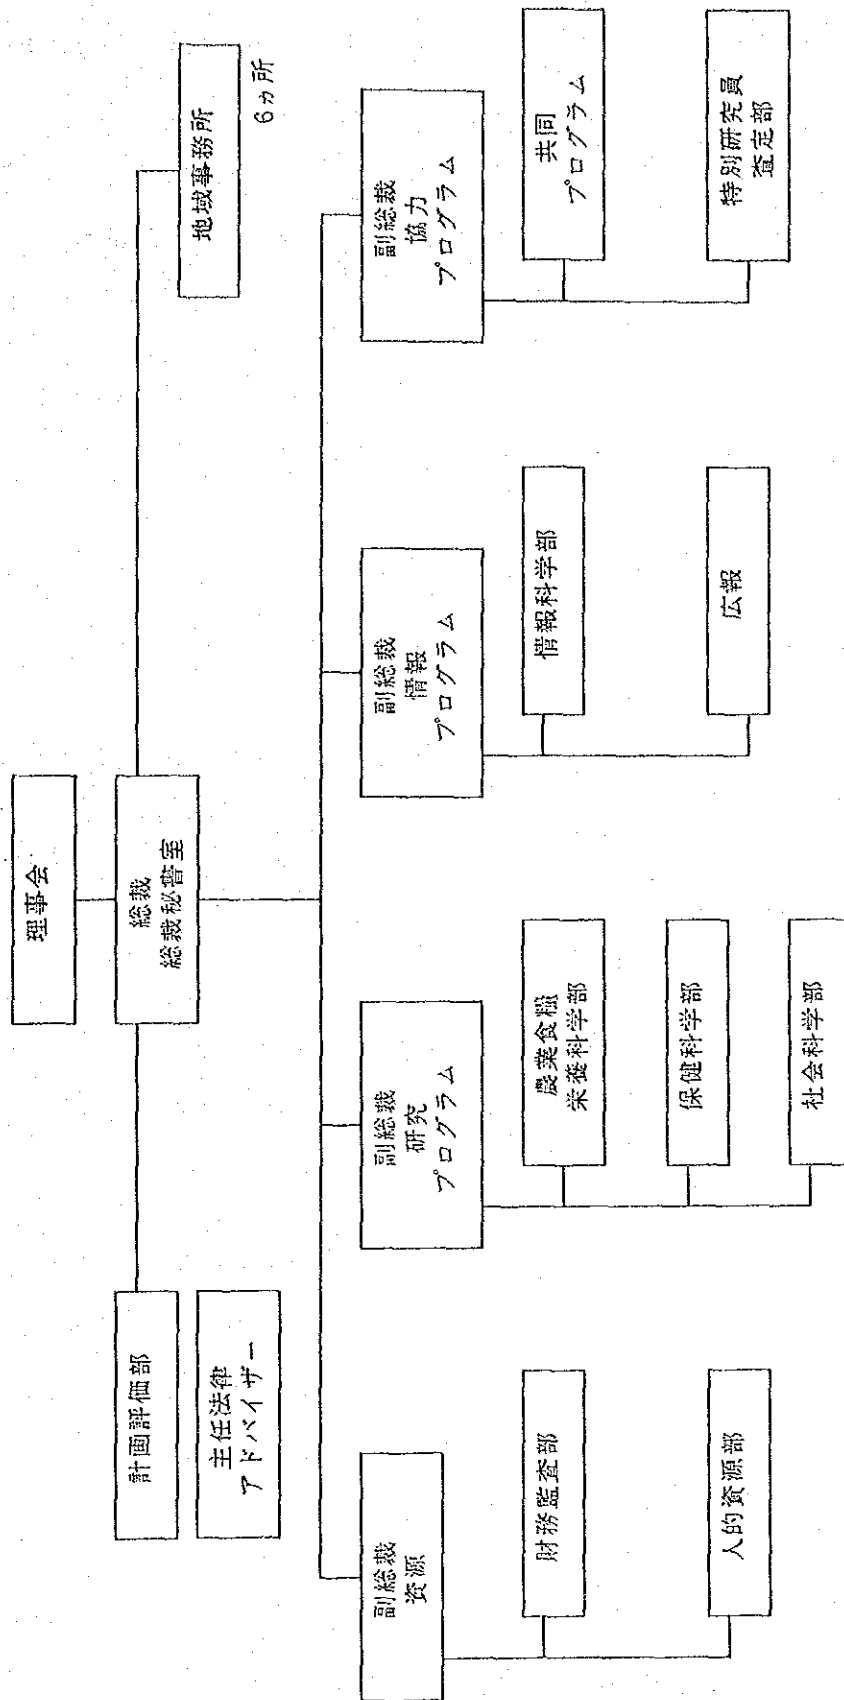 理事会
総裁
総裁秘書室
計画評価部
主任法律
アドバイザー
地域事務所
6ヵ所
副総裁
資源
財務監査部
人的資源部
副総裁
研究
プログラム
農業食糧
栄養科学部
保健科学部
社会科学部
副総裁
情報
プログラム
情報科学部
広報
副総裁
協力
プログラム
共同
プログラム
特別研究員
査定部